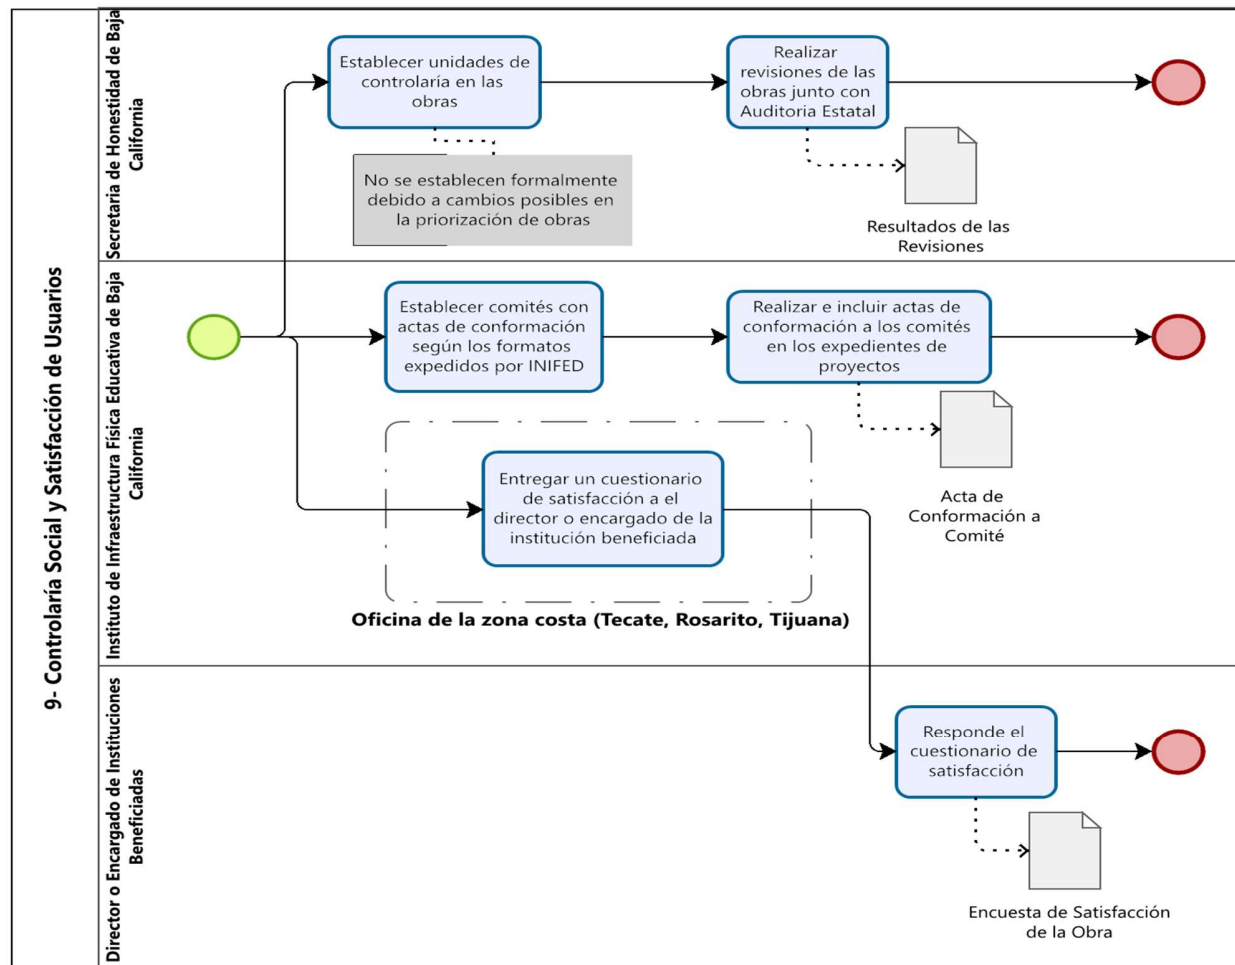 9- Controlaría Social y Satisfacción de Usuarios
Secretaria de Honestidad de Baja
California
Establecer unidades de
controlaría en las
obras
No se establecen formalmente
debido a cambios posibles en
la priorización de obras
Realizar
revisiones de las
obras junto con
Auditoria Estatal
Resultados de las
Revisiones
Instituto de Infraestructura Física Educativa de Baja
California
Establecer comités con
actas de conformación
según los formatos
expedidos por INIFED
Realizar e incluir actas de
conformación a los comités
en los expedientes de
proyectos
Acta de
Conformación a
Comité
Entregar un cuestionario
de satisfacción a el
director o encargado de la
institución beneficiada
Oficina de la zona costa (Tecate, Rosarito, Tijuana)
Director o Encargado de Instituciones
Beneficiadas
Responde el
cuestionario de
satisfacción
Encuesta de Satisfacción
de la Obra